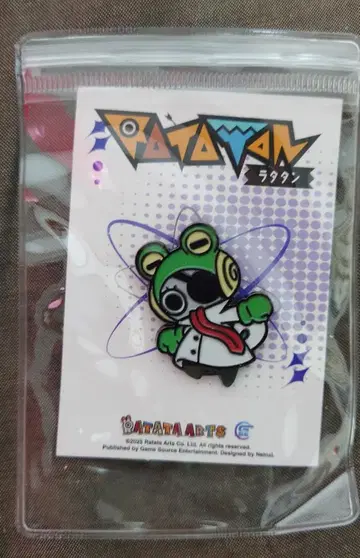 RATATAN
ラタタン
RATATA ARTS
©2025 Ratata Arts Co. Ltd. All rights reserved.
Published by Game Source Entertainment. Designed by Nemui.